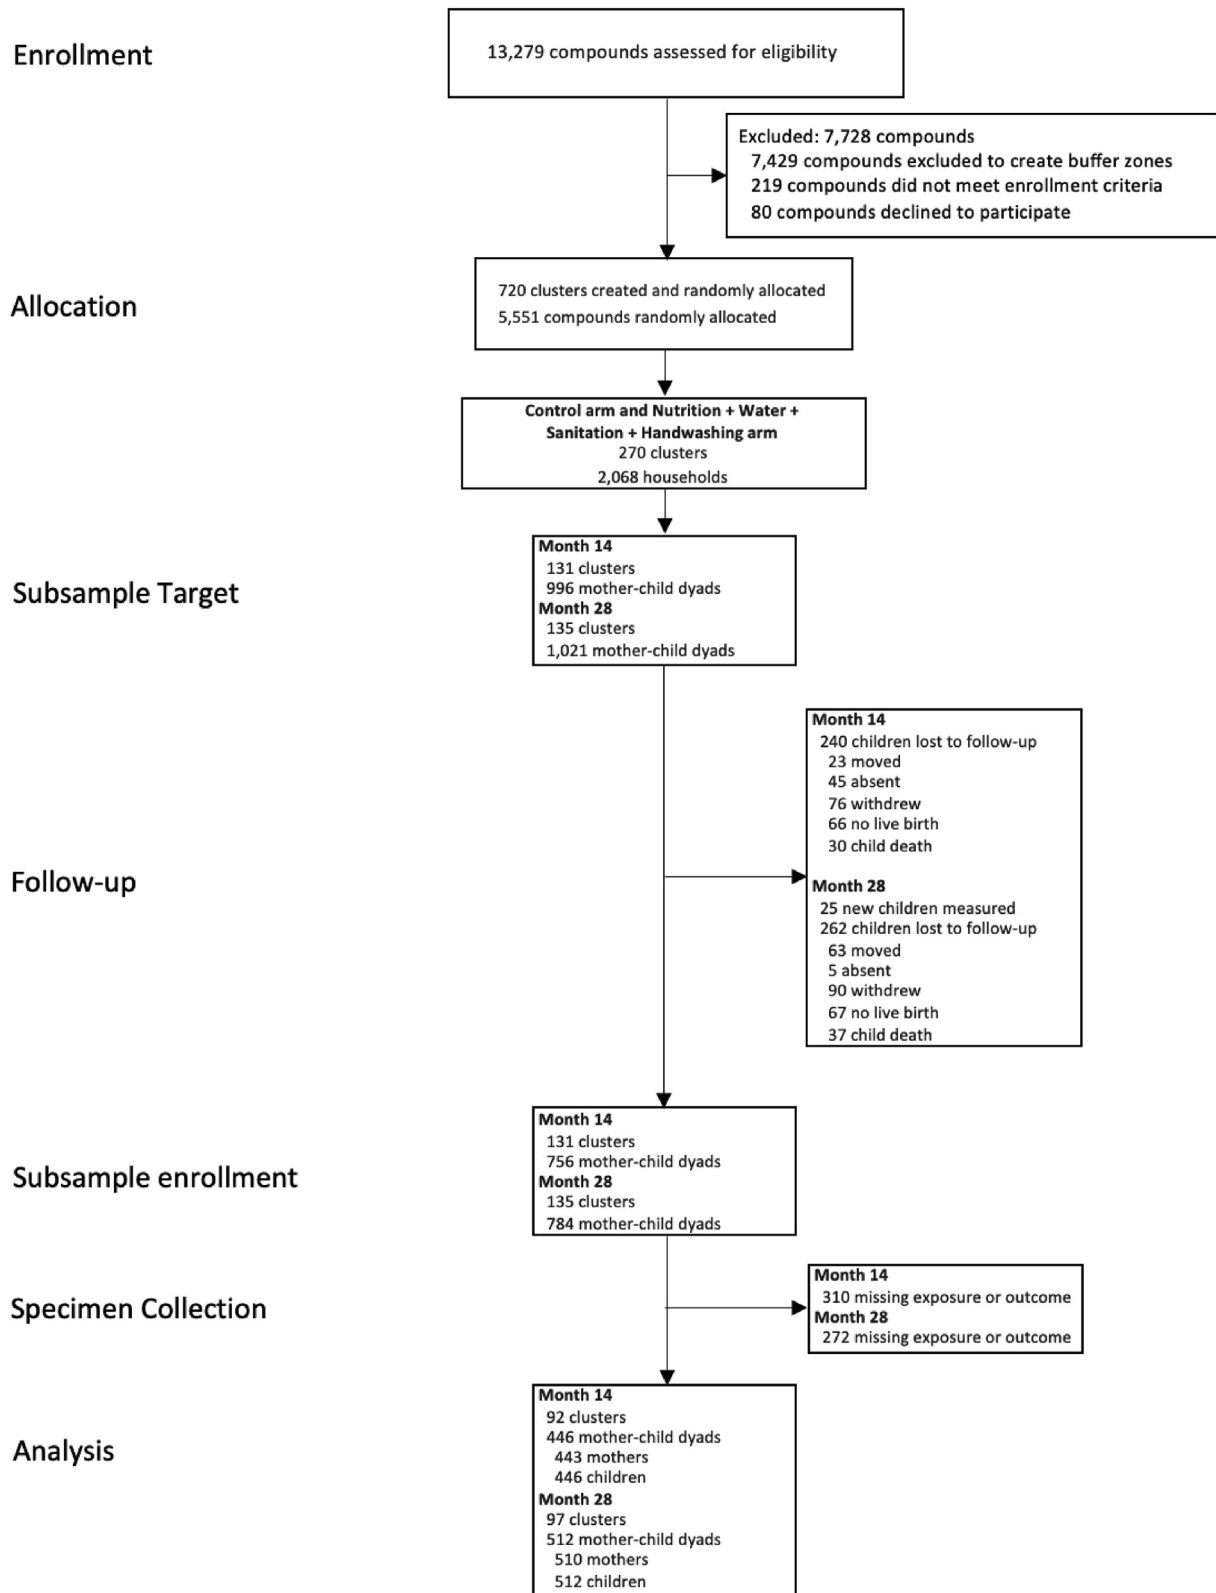 Enrollment
13,279 compounds assessed for eligibility
Excluded: 7,728 compounds
7,429 compounds excluded to create buffer zones
219 compounds did not meet enrollment criteria
80 compounds declined to participate
Allocation
720 clusters created and randomly allocated
5,551 compounds randomly allocated
Control arm and Nutrition + Water +
Sanitation + Handwashing arm
270 clusters
2,068 households
Subsample Target
Month 14
131 clusters
996 mother-child dyads
Month 28
135 clusters
1,021 mother-child dyads
Follow-up
Month 14
240 children lost to follow-up
23 moved
45 absent
76 withdrew
66 no live birth
30 child death
Month 28
25 new children measured
262 children lost to follow-up
63 moved
5 absent
90 withdrew
67 no live birth
37 child death
Subsample enrollment
Month 14
131 clusters
756 mother-child dyads
Month 28
135 clusters
784 mother-child dyads
Specimen Collection
Month 14
310 missing exposure or outcome
Month 28
272 missing exposure or outcome
Analysis
Month 14
92 clusters
446 mother-child dyads
443 mothers
446 children
Month 28
97 clusters
512 mother-child dyads
510 mothers
512 children